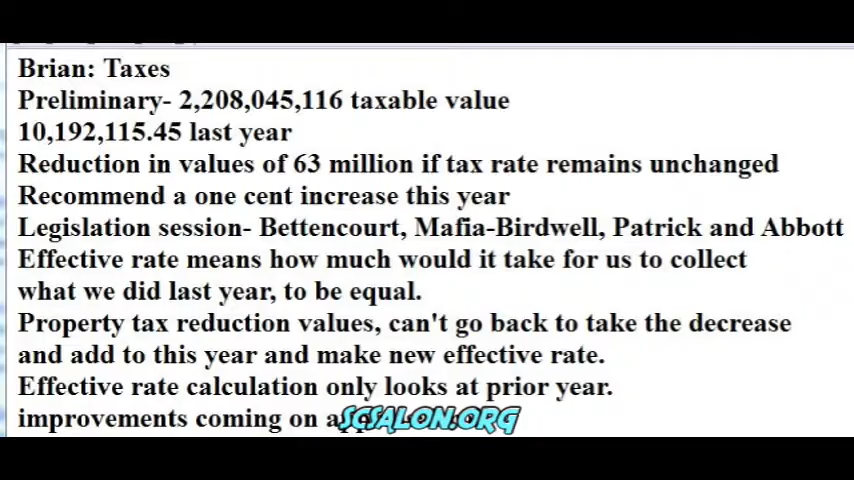 Brian: Taxes
Preliminary- 2,208,045,116 taxable value
10,192,115.45 last year
Reduction in values of 63 million if tax rate remains unchanged
Recommend a one cent increase this year
Legislation session- Bettencourt, Mafia-Birdwell, Patrick and Abbott
Effective rate means how much would it take for us to collect
what we did last year, to be equal.
Property tax reduction values, can't go back to take the decrease
and add to this year and make new effective rate.
Effective rate calculation only looks at prior year.
improvements coming on
SCSALON.ORG